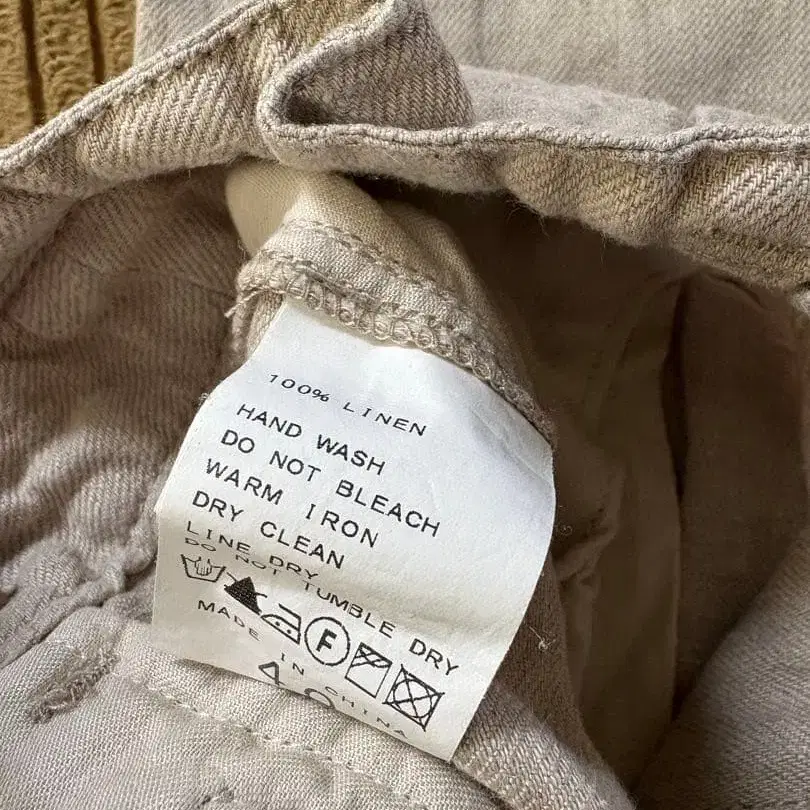 100% LINEN
HAND WASH
DO NOT BLEACH
WARM IRON
DRY CLEAN
LINE DRY
DO NOT TUMBLE DRY
F
MADE IN CHINA